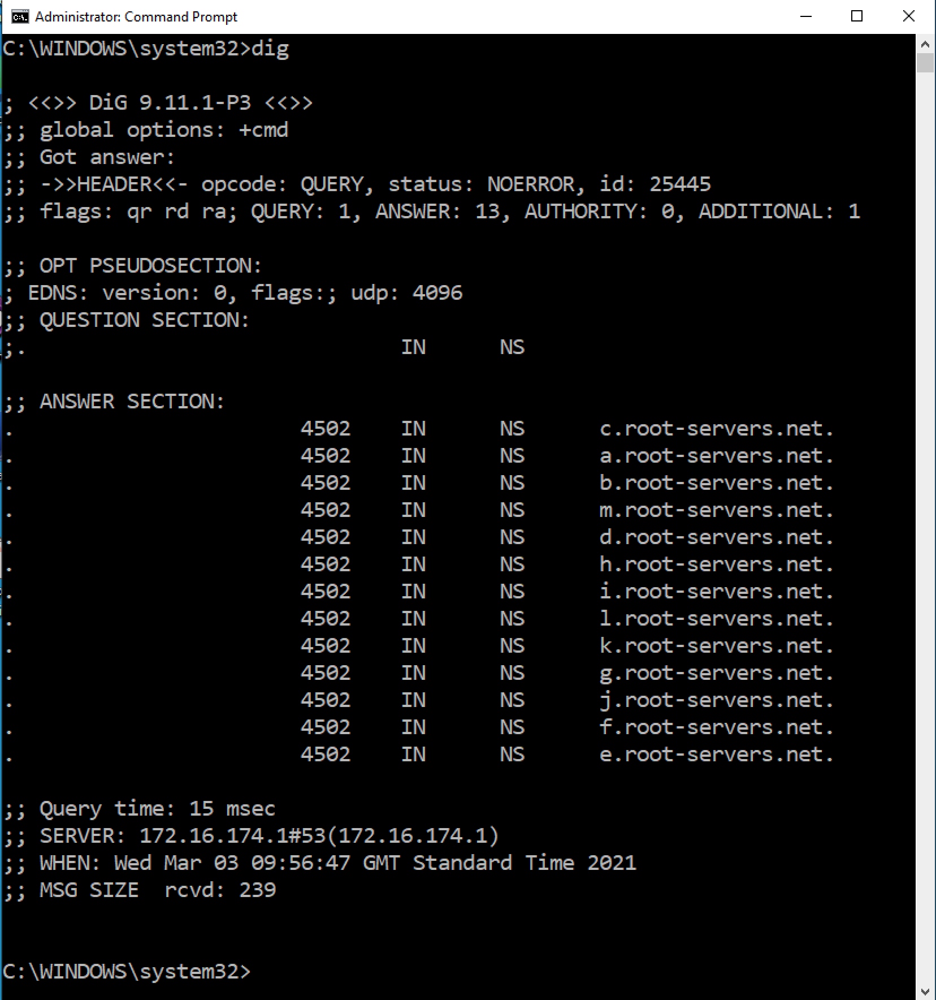 Administrator: Command Prompt
C:\WINDOWS\system32>dig
; <<>> DiG 9.11.1-P3 <<>>
;; global options: +cmd
;; Got answer:
;; ->>HEADER<<- opcode: QUERY, status: NOERROR, id: 25445
;; flags: qr rd ra; QUERY: 1, ANSWER: 13, AUTHORITY: 0, ADDITIONAL: 1
;; OPT PSEUDOSECTION:
; EDNS: version: 0, flags:; udp: 4096
;; QUESTION SECTION:
;. IN NS
;; ANSWER SECTION:
. 4502 IN NS c.root-servers.net.
. 4502 IN NS a.root-servers.net.
. 4502 IN NS b.root-servers.net.
. 4502 IN NS m.root-servers.net.
. 4502 IN NS d.root-servers.net.
. 4502 IN NS h.root-servers.net.
. 4502 IN NS i.root-servers.net.
. 4502 IN NS l.root-servers.net.
. 4502 IN NS k.root-servers.net.
. 4502 IN NS g.root-servers.net.
. 4502 IN NS j.root-servers.net.
. 4502 IN NS f.root-servers.net.
. 4502 IN NS e.root-servers.net.
;; Query time: 15 msec
;; SERVER: 172.16.174.1#53(172.16.174.1)
;; WHEN: Wed Mar 03 09:56:47 GMT Standard Time 2021
;; MSG SIZE  rcvd: 239
C:\WINDOWS\system32>